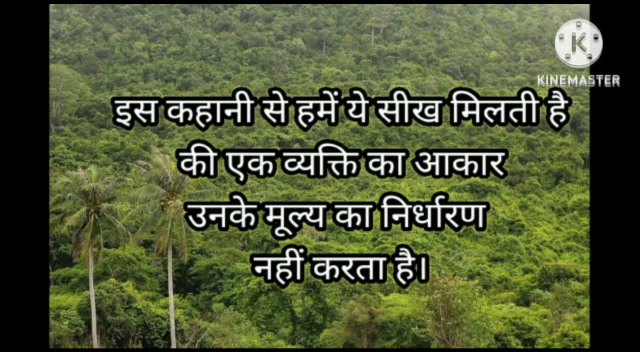 KINEMASTER
इस कहानी से हमें ये सीख मिलती है
की एक व्यक्ति का आकार
उनके मूल्य का निर्धारण
नहीं करता है।